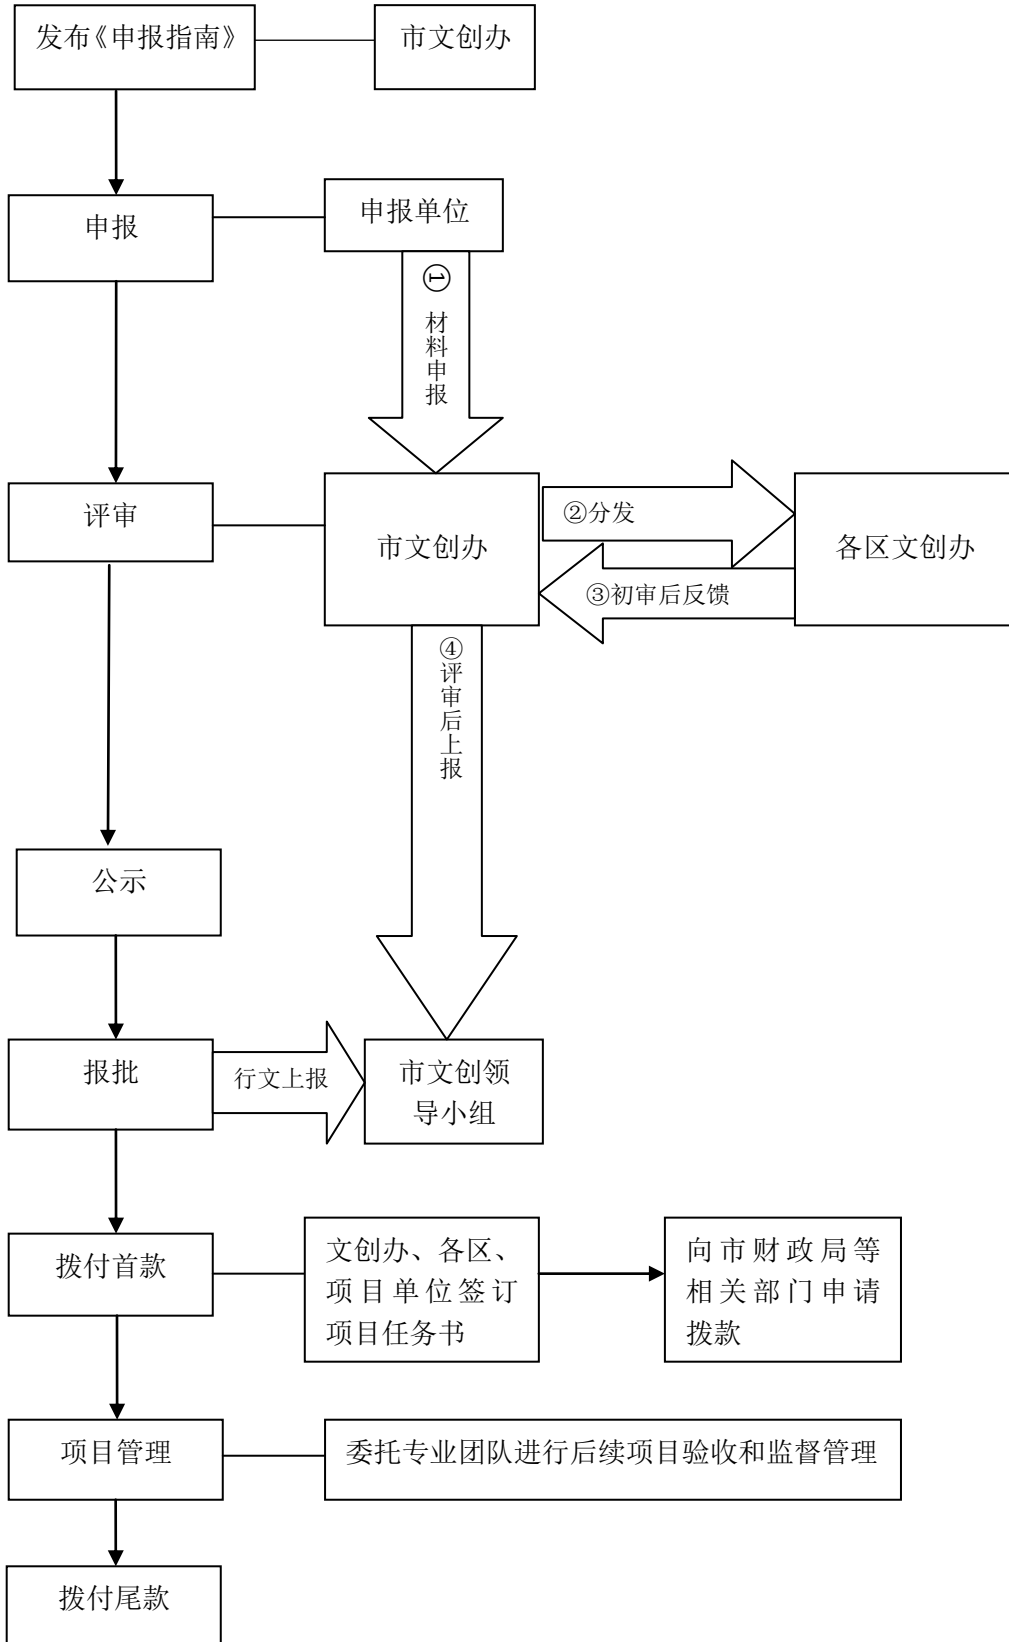 发布《申报指南》
市文创办
申报
申报单位
①
材料申报
评审
市文创办
②分发
③初审后反馈
各区文创办
④评审后上报
公示
报批
行文上报
市文创领
导小组
拨付首款
文创办、各区、
项目单位签订
项目任务书
向市财政局等
相关部门申请
拨款
项目管理
委托专业团队进行后续项目验收和监督管理
拨付尾款